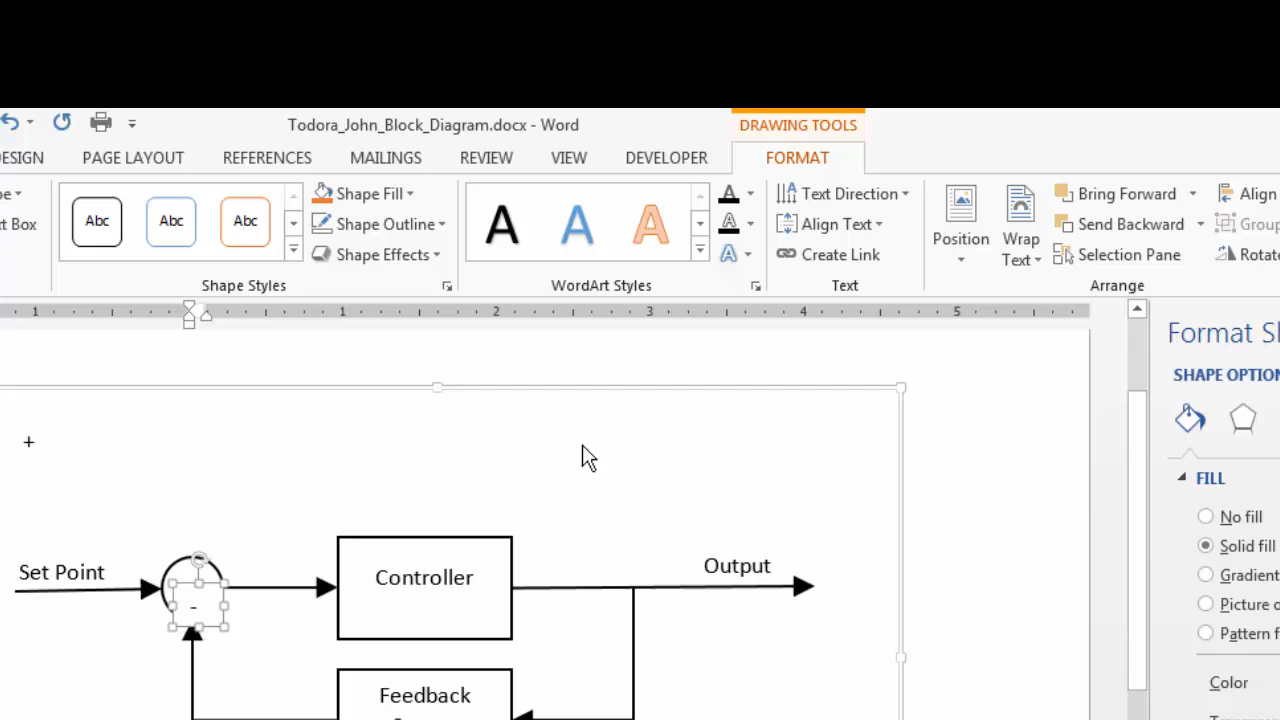 Todora_John_Block_Diagram.docx - Word
DRAWING TOOLS
ESIGN PAGE LAYOUT REFERENCES MAILINGS REVIEW VIEW DEVELOPER FORMAT
pe Abc Abc Abc Shape Fill A A A A Text Direction Bring Forward Align
rt Box Shape Outline A Align Text Position Wrap Text Send Backward Group
Shape Effects A Create Link Selection Pane Rotate
Shape Styles WordArt Styles Text Arrange
1 1 2 3 4 5
Format Sh
SHAPE OPTION
+
FILL
No fill
Solid fill
Gradient
Picture o
Pattern f
Color
Set Point
-
Controller
Output
Feedback